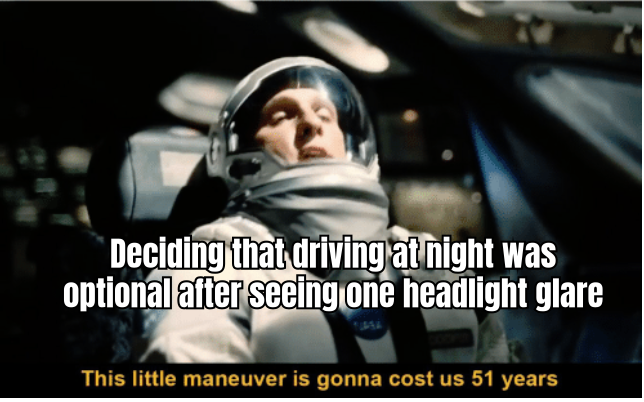 Deciding that driving at night was
optional after seeing one headlight glare
NASA
This little maneuver is gonna cost us 51 years